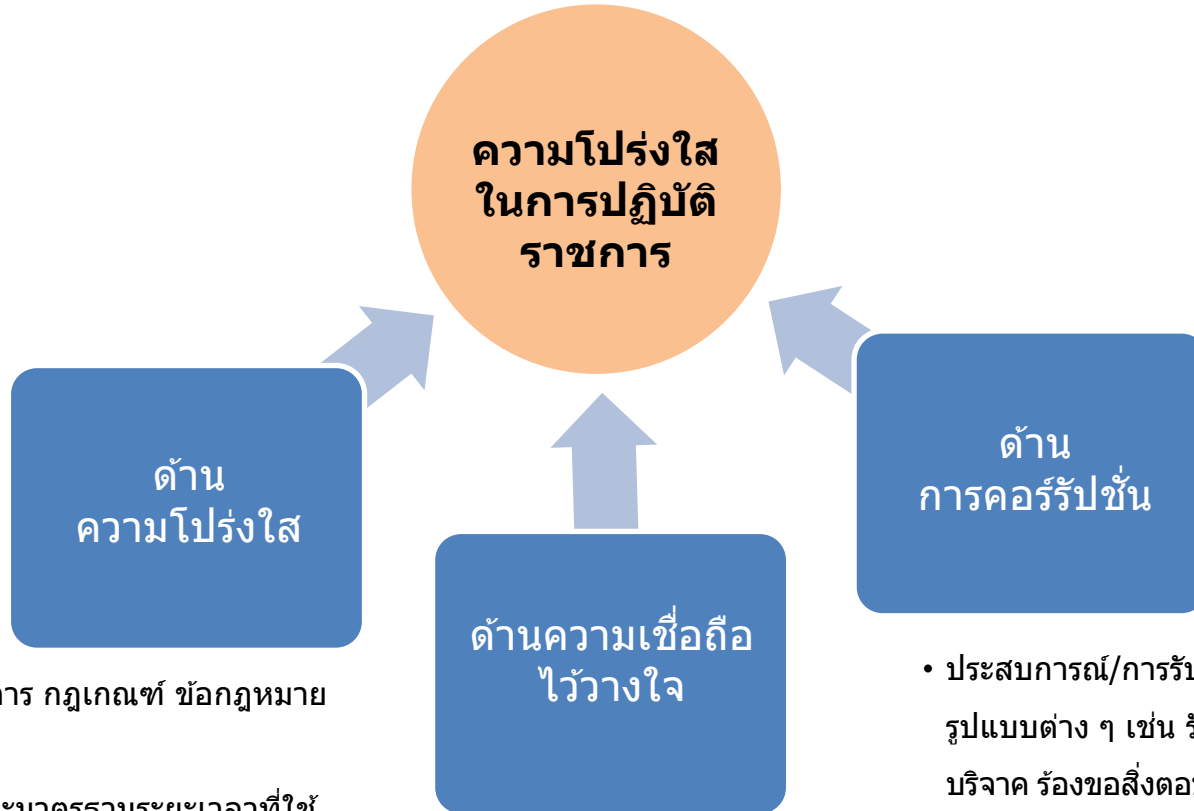 ความโปร่งใส
ในการปฏิบัติ
ราชการ
ด้าน
ความโปร่งใส
ด้านความเชื่อถือ
ไว้วางใจ
ด้าน
การคอร์รัปชั่น
กฎเกณฑ์ ข้อกฎหมาย
• ประสบการณ์/การรับ
รูปแบบต่าง ๆ เช่น
บริจาค ร้องขอสิ่งตอบ